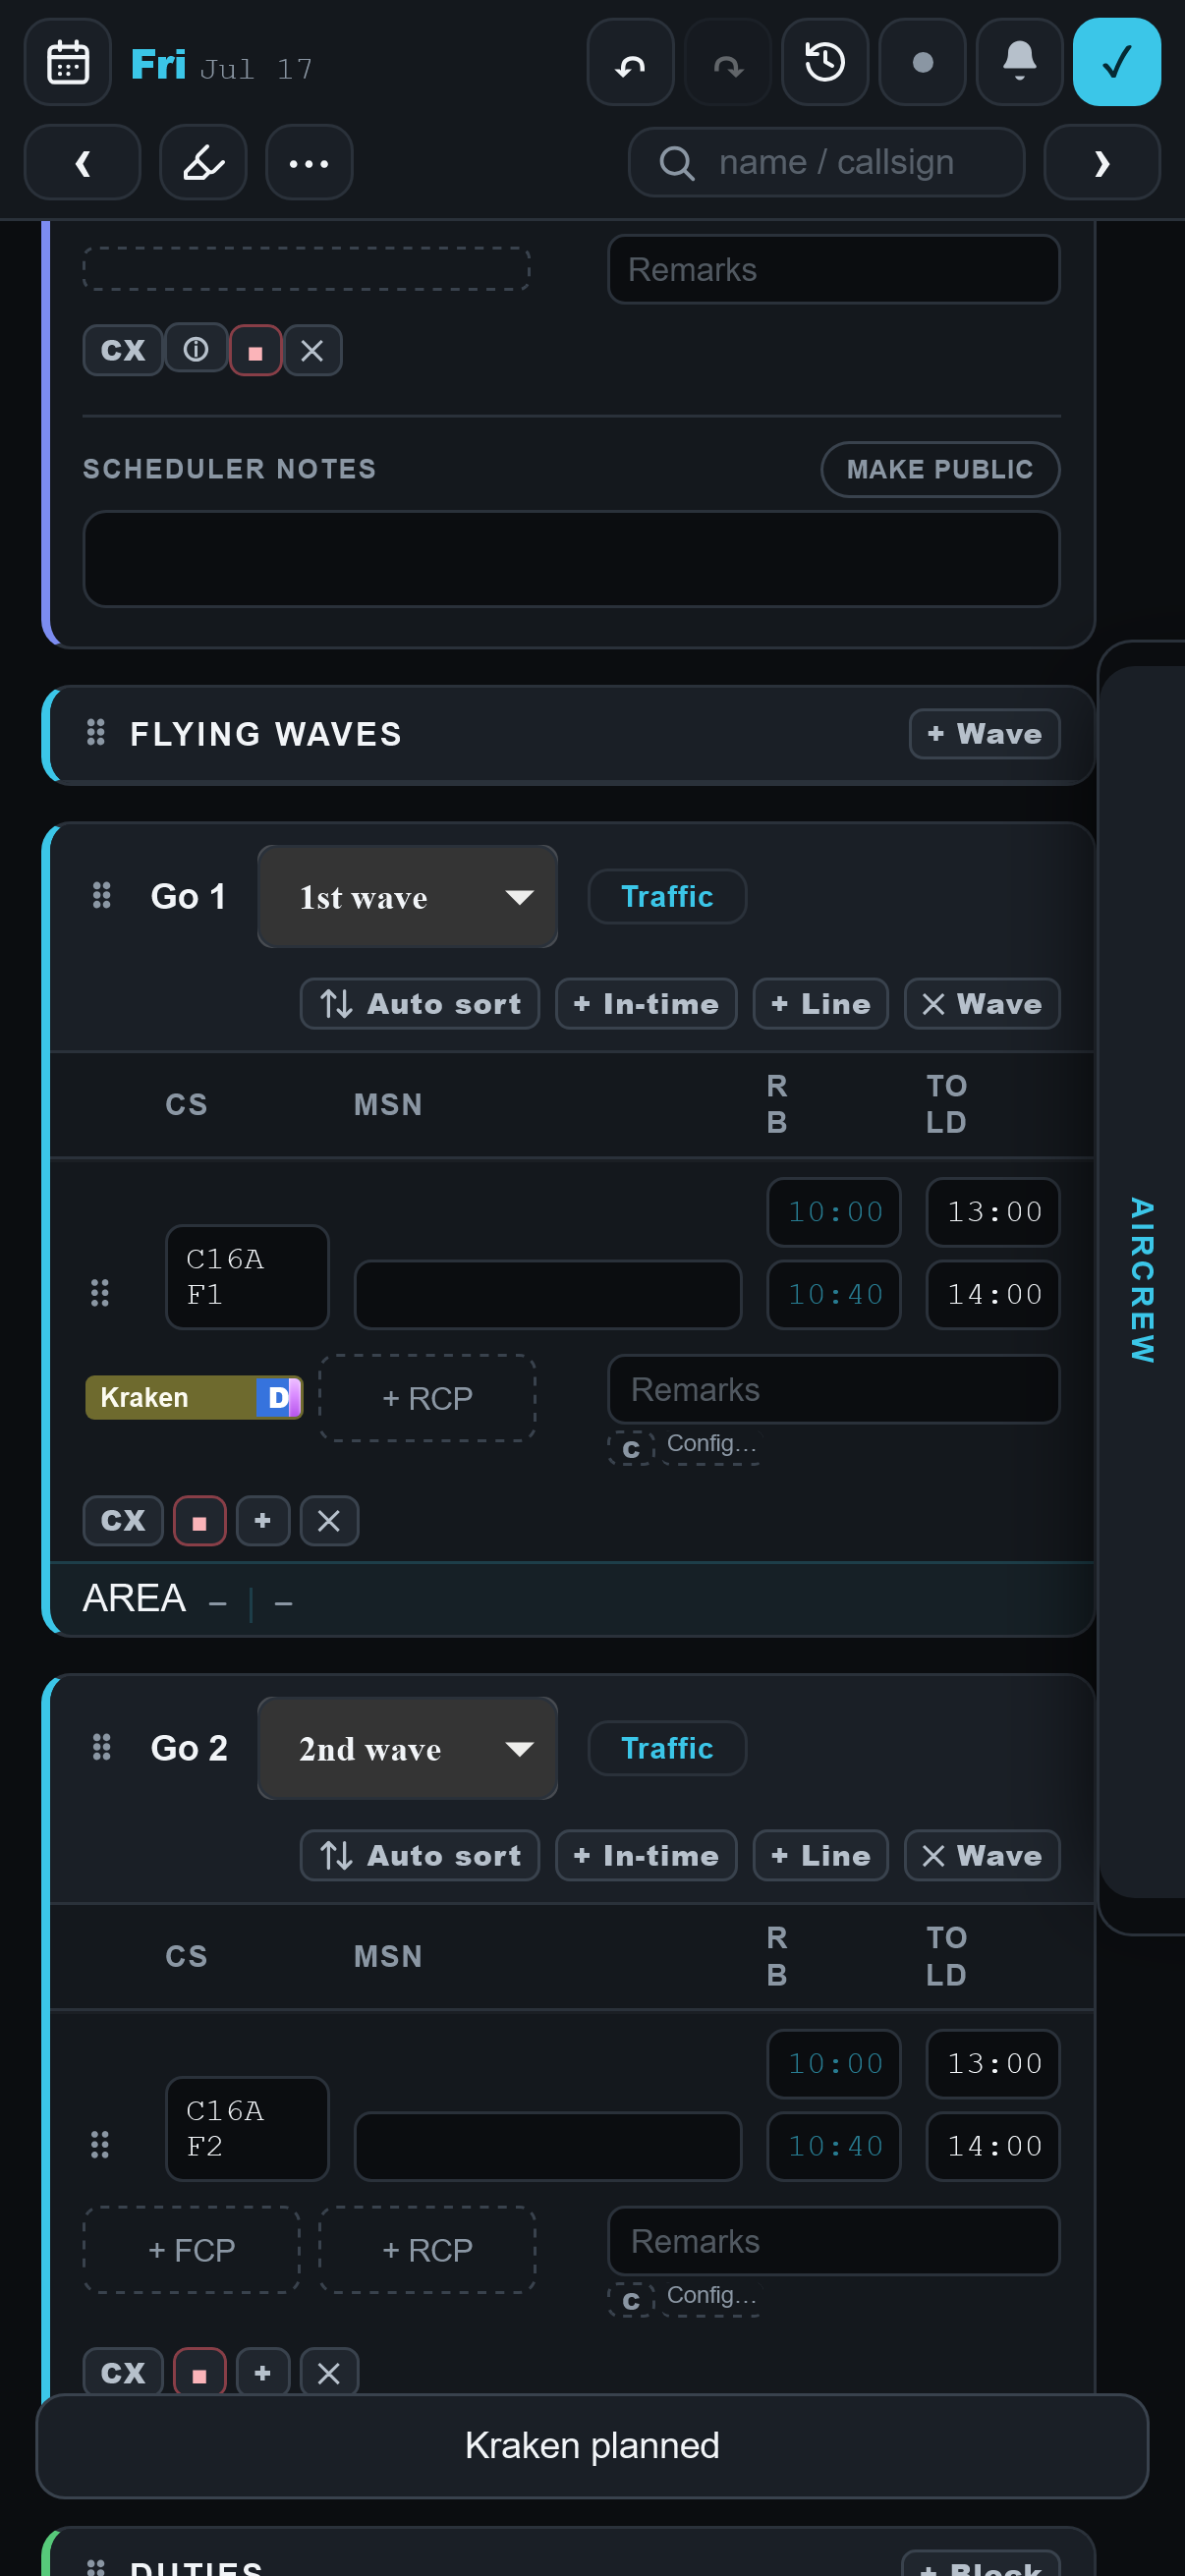 Fri Jul 17
name / callsign
Remarks
CX
SCHEDULER NOTES
MAKE PUBLIC
FLYING WAVES
+ Wave
Go 1
1st wave
Traffic
Auto sort
+ In-time
+ Line
× Wave
CS
MSN
R
B
TO
LD
10:00
13:00
C16A
F1
10:40
14:00
Kraken
D
+ RCP
Remarks
C
Config...
CX
+
×
AREA – | –
Go 2
2nd wave
Traffic
Auto sort
+ In-time
+ Line
× Wave
CS
MSN
R
B
TO
LD
10:00
13:00
C16A
F2
10:40
14:00
+ FCP
+ RCP
Remarks
C
Config...
CX
+
×
AIRCREW
Kraken planned
DUTIES
+ Block